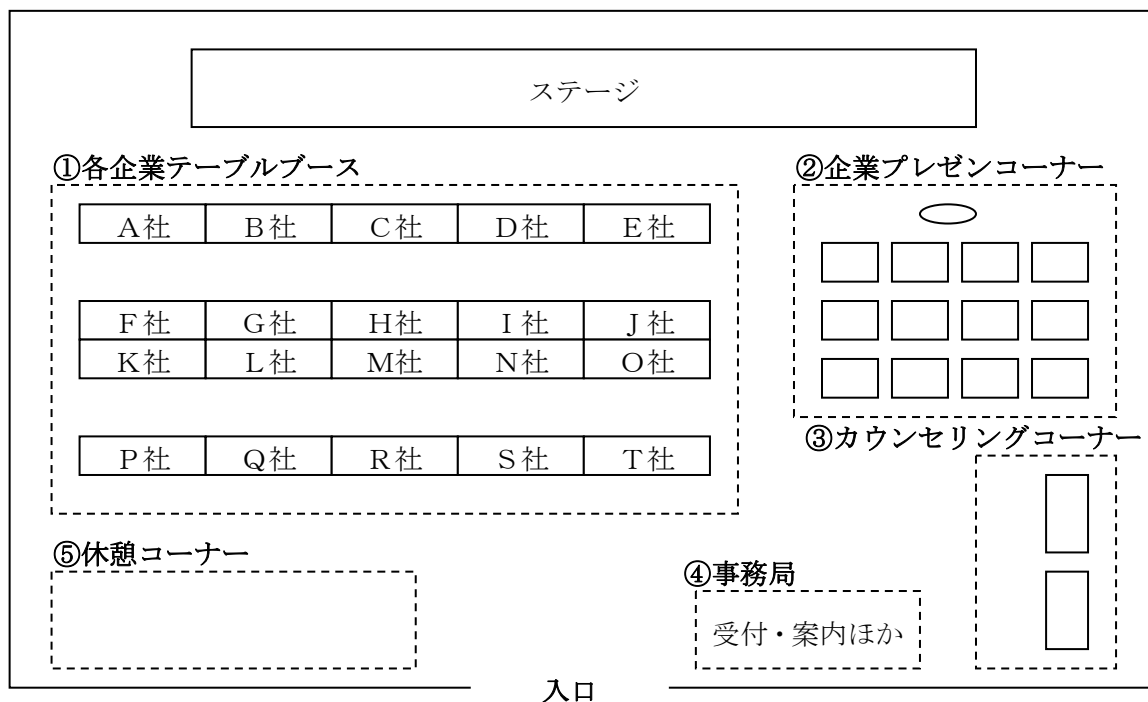 ステージ
①各企業テーブルブース
②企業プレゼンコーナー
A社 B社 C社 D社 E社
F社 G社 H社 I社 J社
K社 L社 M社 N社 O社
P社 Q社 R社 S社 T社
③カウンセリングコーナー
⑤休憩コーナー
④事務局
受付・案内ほか
入口